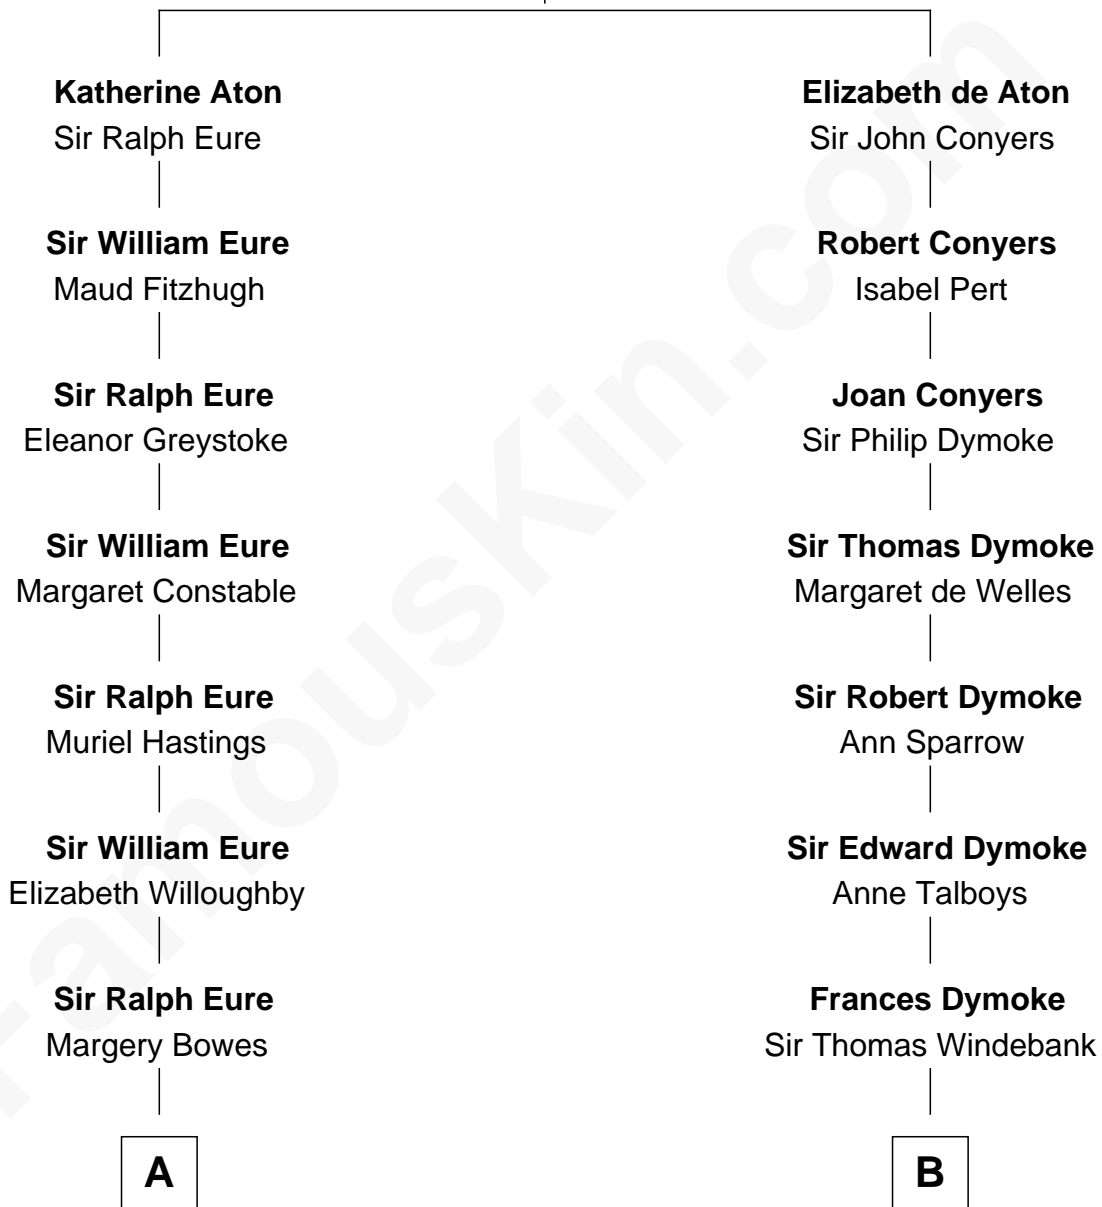 Katherine Aton
Sir Ralph Eure
Elizabeth de Aton
Sir John Conyers
Sir William Eure
Maud Fitzhugh
Robert Conyers
Isabel Pert
Sir Ralph Eure
Eleanor Greystoke
Joan Conyers
Sir Philip Dymoke
Sir William Eure
Margaret Constable
Sir Thomas Dymoke
Margaret de Welles
Sir Ralph Eure
Muriel Hastings
Sir Robert Dymoke
Ann Sparrow
Sir William Eure
Elizabeth Willoughby
Sir Edward Dymoke
Anne Talboys
Sir Ralph Eure
Margery Bowes
Frances Dymoke
Sir Thomas Windebank
A
B
FamousKin.com